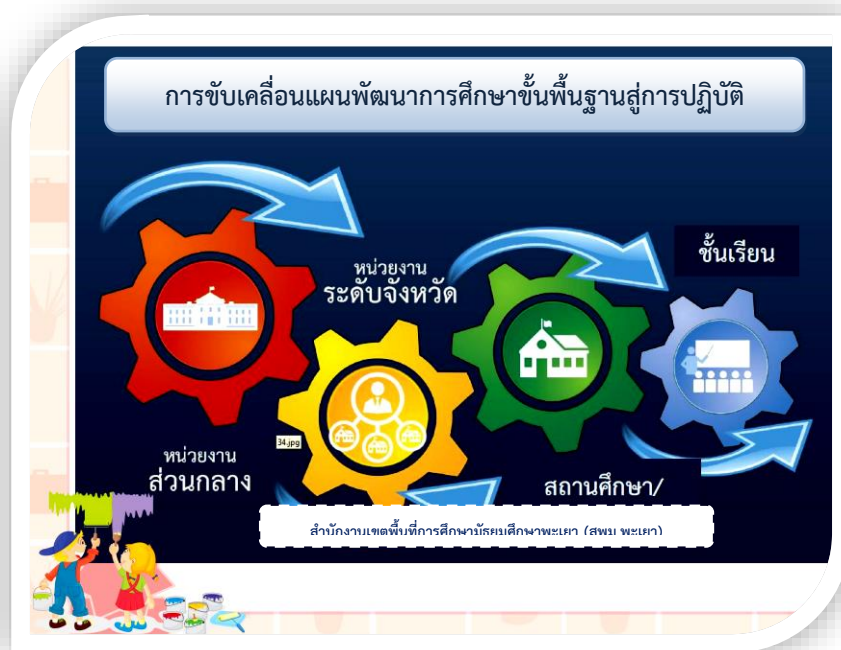 การขับเคลื่อนแผนพัฒนาการศึกษาขั้นพื้นฐานสู่การปฏิบัติ
ชั้นเรียน
หน่วยงาน
ระดับจังหวัด
34.jpg
หน่วยงาน
ส่วนกลาง
สถานศึกษา/
สำนักงานเขตพื้นที่การศึกษามัธยมศึกษาพะเยา (สพม พะเยา)